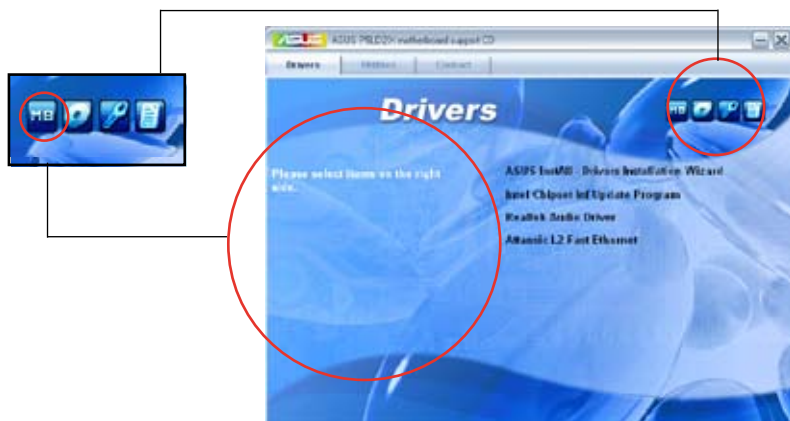 ASUS P5LD2-X motherboard support CD
Drivers Utilities Contact
MB
Drivers
MB
Please select items on the right
side.
ASUS InstAll - Drivers Installation Wizard
Intel Chipset Inf Update Program
Realtek Audio Driver
Attansic L2 Fast Ethernet